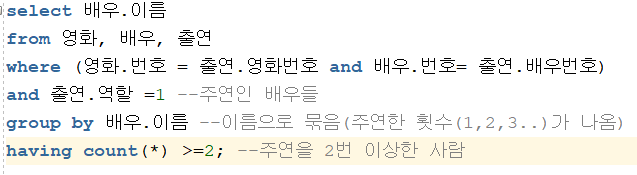 select 배우.이름
from 영화, 배우, 출연
where (영화.번호 = 출연.영화번호 and 배우.번호= 출연.배우번호)
and 출연.역할 =1 --주연인 배우들
group by 배우.이름 --이름으로 묶음(주연한 횟수(1,2,3..)가 나옴)
having count(*) >=2; --주연을 2번 이상한 사람